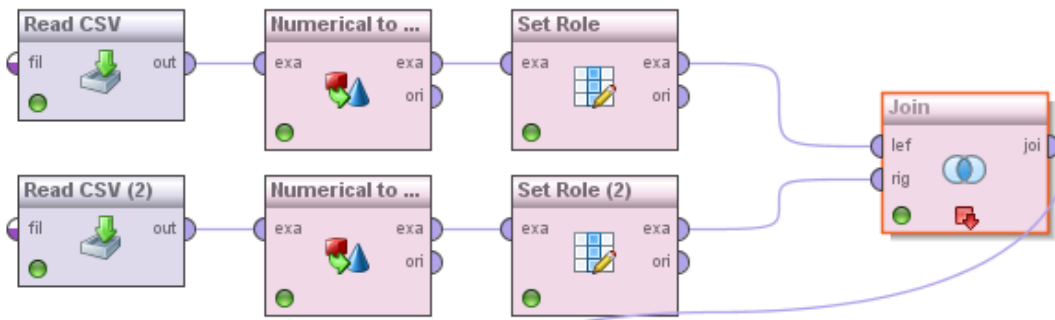 Read CSV
Numerical to ...
Set Role
fil
out
exa
exa
exa
exa
ori
ori
Join
lef
joi
rig
Read CSV (2)
Numerical to ...
Set Role (2)
fil
out
exa
exa
exa
exa
ori
ori